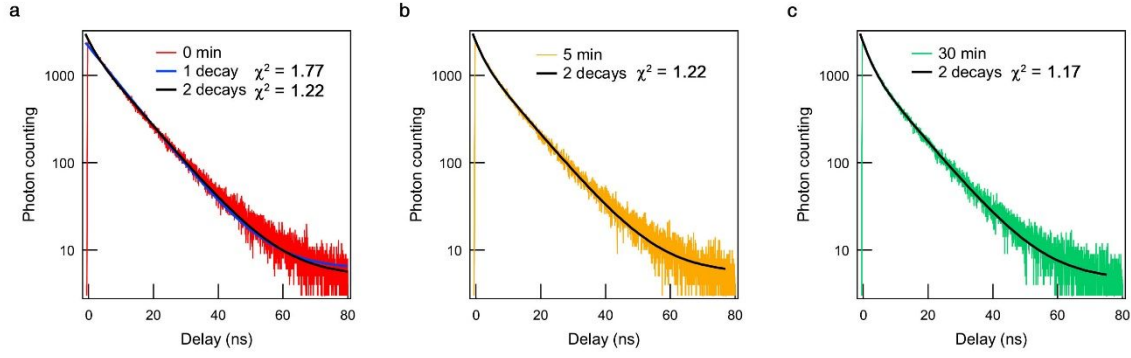 a
0 min
1 decay χ² = 1.77
2 decays χ² = 1.22
1000
100
10
Photon counting
0 20 40 60 80
Delay (ns)
b
5 min
2 decays χ² = 1.22
1000
100
10
Photon counting
0 20 40 60 80
Delay (ns)
c
30 min
2 decays χ² = 1.17
1000
100
10
Photon counting
0 20 40 60 80
Delay (ns)